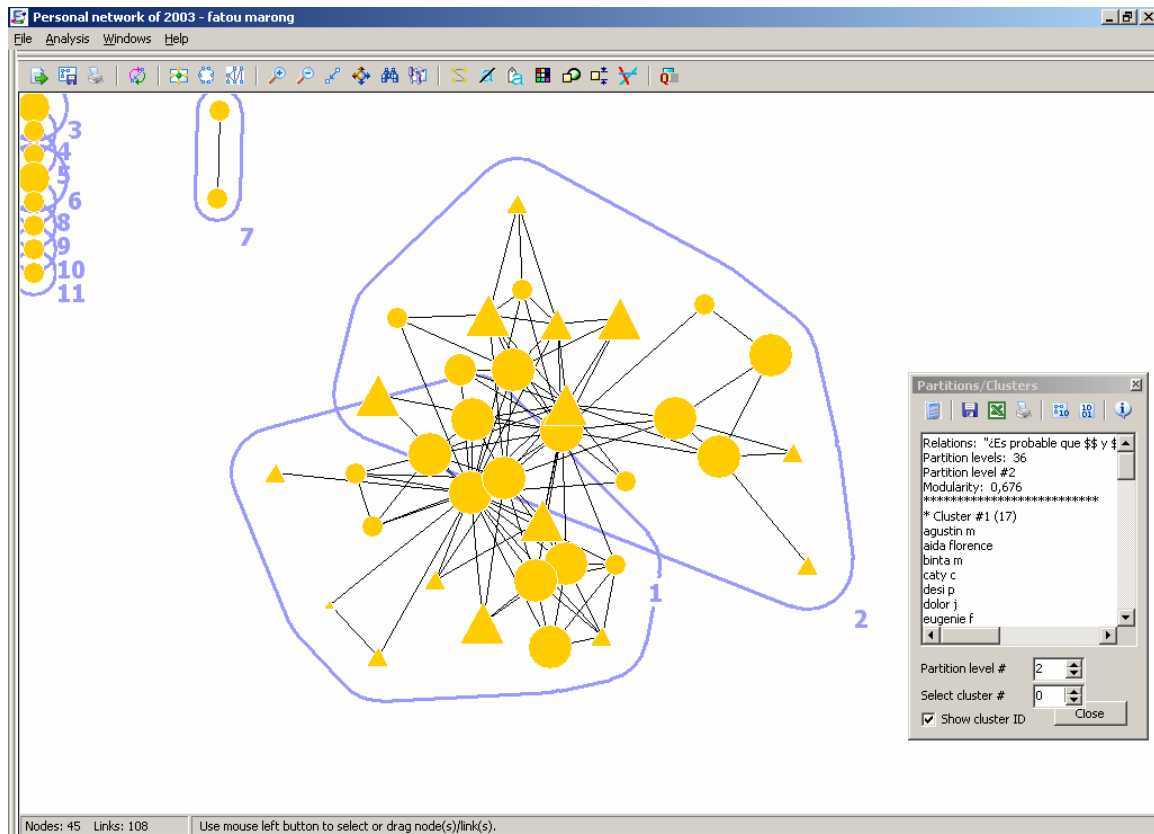 Personal network of 2003 - fatou marong
File Analysis Windows Help
3
4
5
6
8
9
10
11
7
1
2
Partitions/Clusters
Relations: "¿Es probable que $$ y $
Partition levels: 36
Partition level #2
Modularity: 0,676
***************************
* Cluster #1 (17)
agustin m
aida florence
binta m
caty c
desi p
dolor j
eugenie f
Partition level # 2
Select cluster # 0
Show cluster ID Close
Nodes: 45 Links: 108 Use mouse left button to select or drag node(s)/link(s).